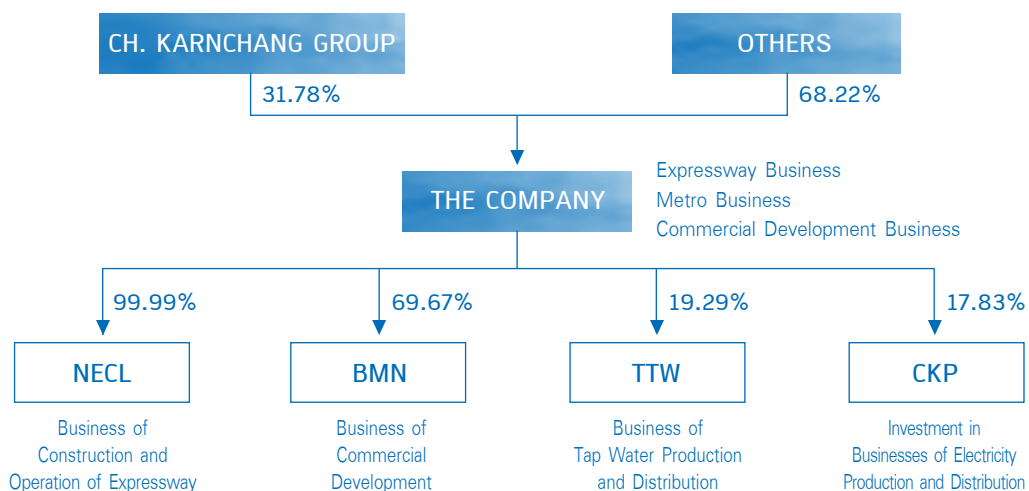 CH. KARNCHANG GROUP
OTHERS
31.78%
68.22%
THE COMPANY
Expressway Business
Metro Business
Commercial Development Business
99.99%
69.67%
19.29%
17.83%
NECL
BMN
TTW
CKP
Business of
Construction and
Operation of Expressway
Business of
Commercial
Development
Business of
Tap Water Production
and Distribution
Investment in
Businesses of Electricity
Production and Distribution